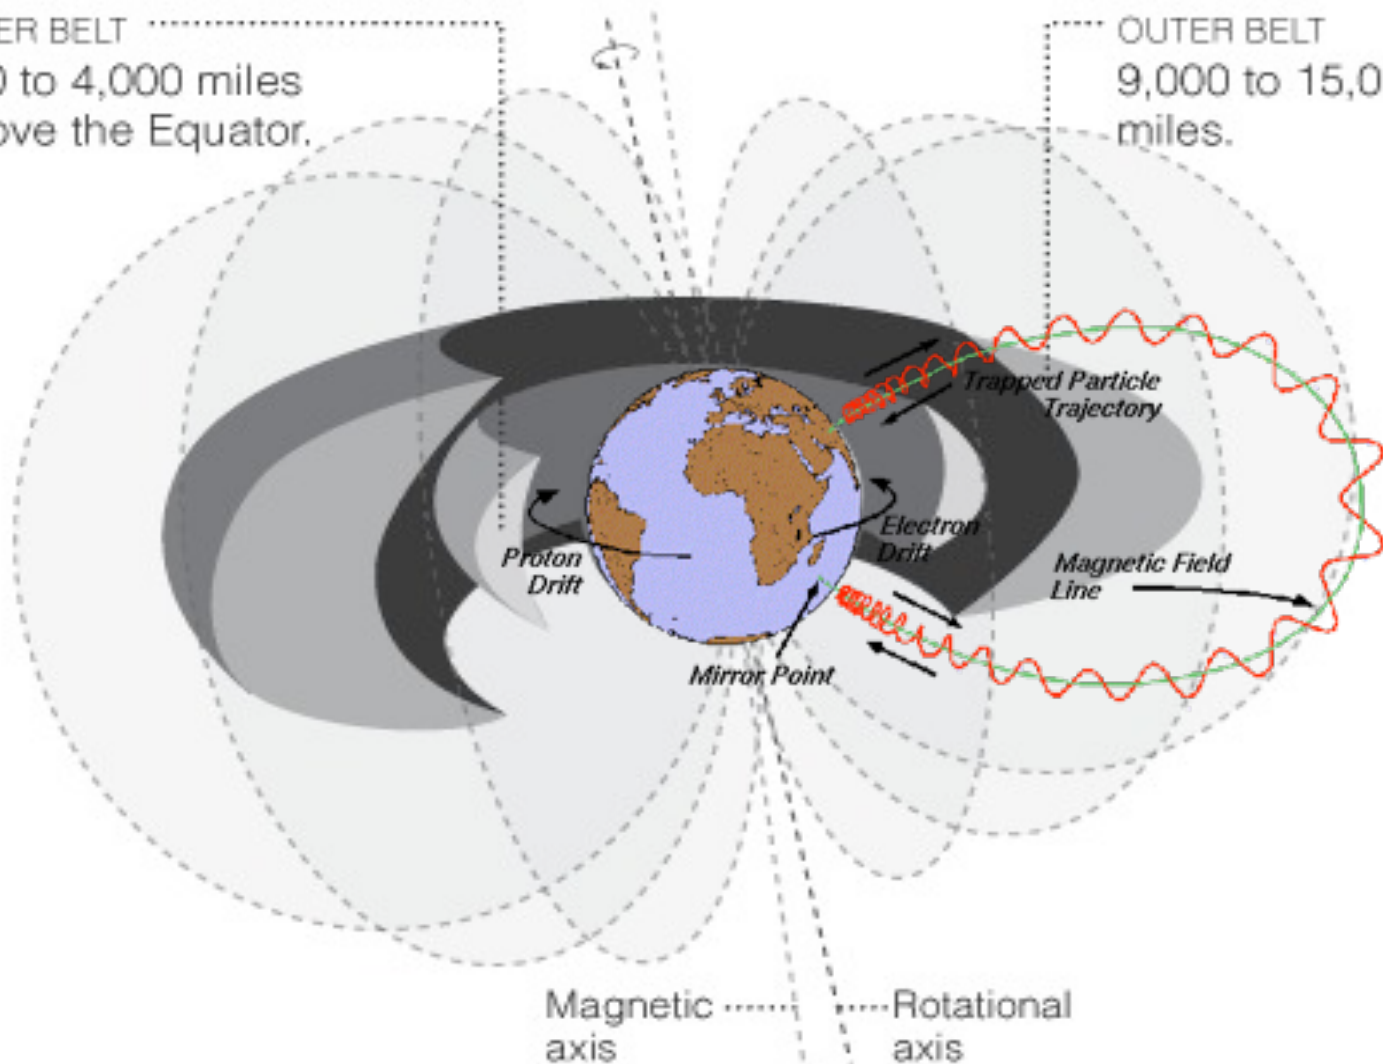 ER BELT
0 to 4,000 miles
ove the Equator.
OUTER BELT
9,000 to 15,0
miles.
Trapped Particle
Trajectory
Proton
Drift
Electron
Drift
Magnetic Field
Line
Mirror Point
Magnetic
axis
Rotational
axis